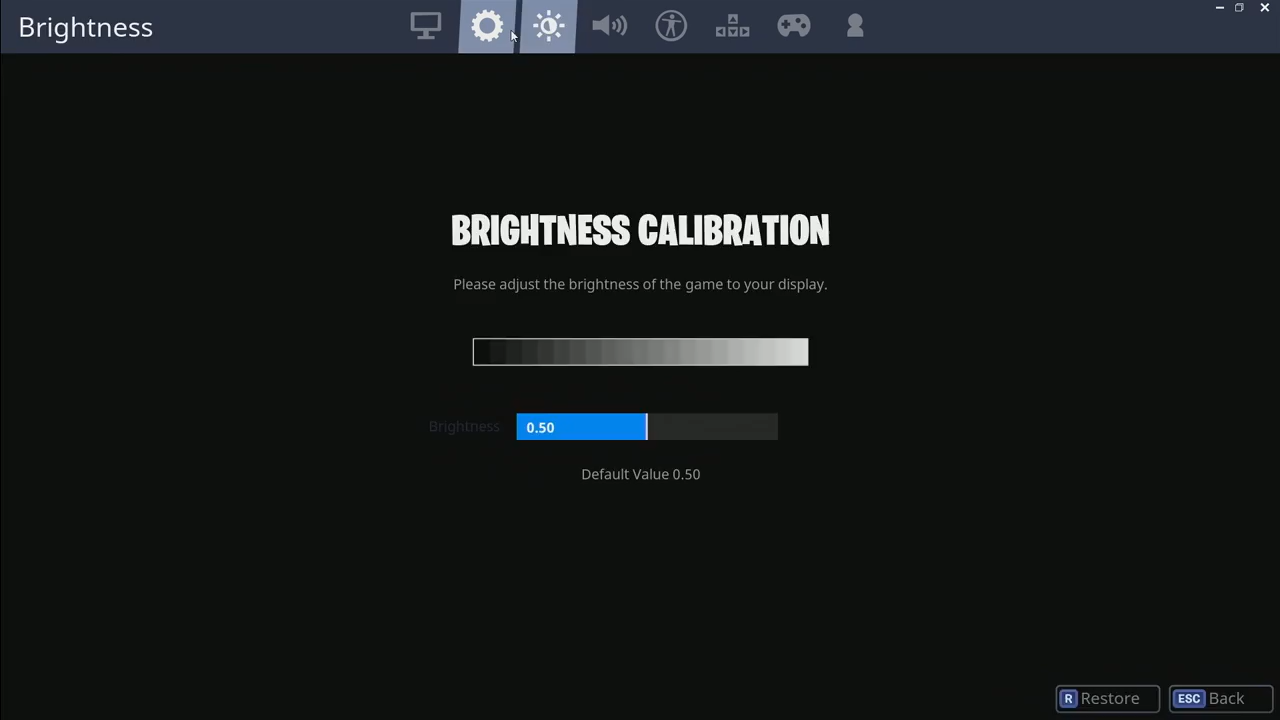 Brightness
BRIGHTNESS CALIBRATION
Please adjust the brightness of the game to your display.
Brightness 0.50
Default Value 0.50
R Restore ESC Back